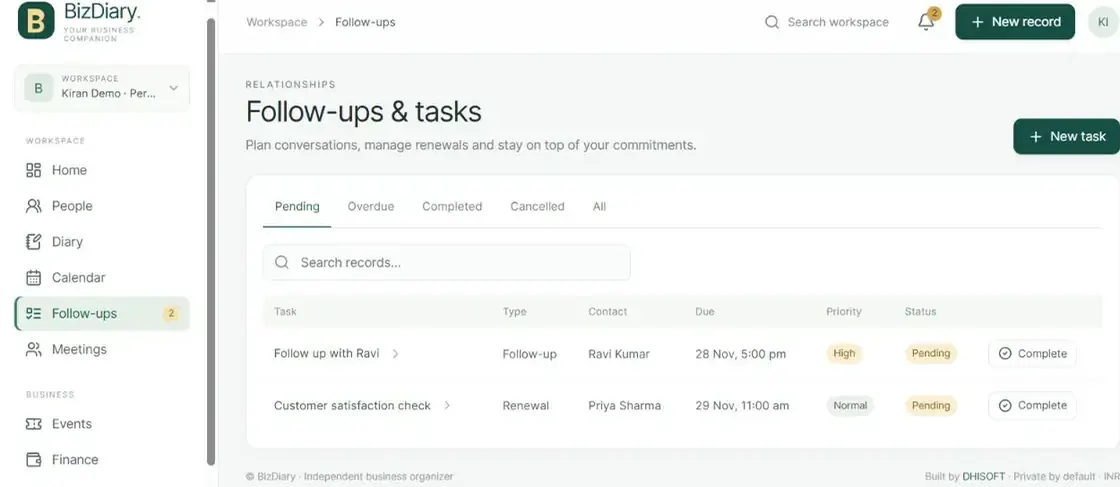 B
BizDiary.
YOUR BUSINESS
COMPANION
B
WORKSPACE
Kiran Demo · Per...
WORKSPACE
Home
People
Diary
Calendar
Follow-ups 2
Meetings
BUSINESS
Events
Finance
Workspace > Follow-ups
Search workspace
2
+ New record
KI
RELATIONSHIPS
Follow-ups & tasks
Plan conversations, manage renewals and stay on top of your commitments.
+ New task
Pending Overdue Completed Cancelled All
Search records...
Task Type Contact Due Priority Status
Follow up with Ravi > Follow-up Ravi Kumar 28 Nov, 5:00 pm High Pending Complete
Customer satisfaction check > Renewal Priya Sharma 29 Nov, 11:00 am Normal Pending Complete
© BizDiary · Independent business organizer
Built by DHISOFT · Private by default · INR